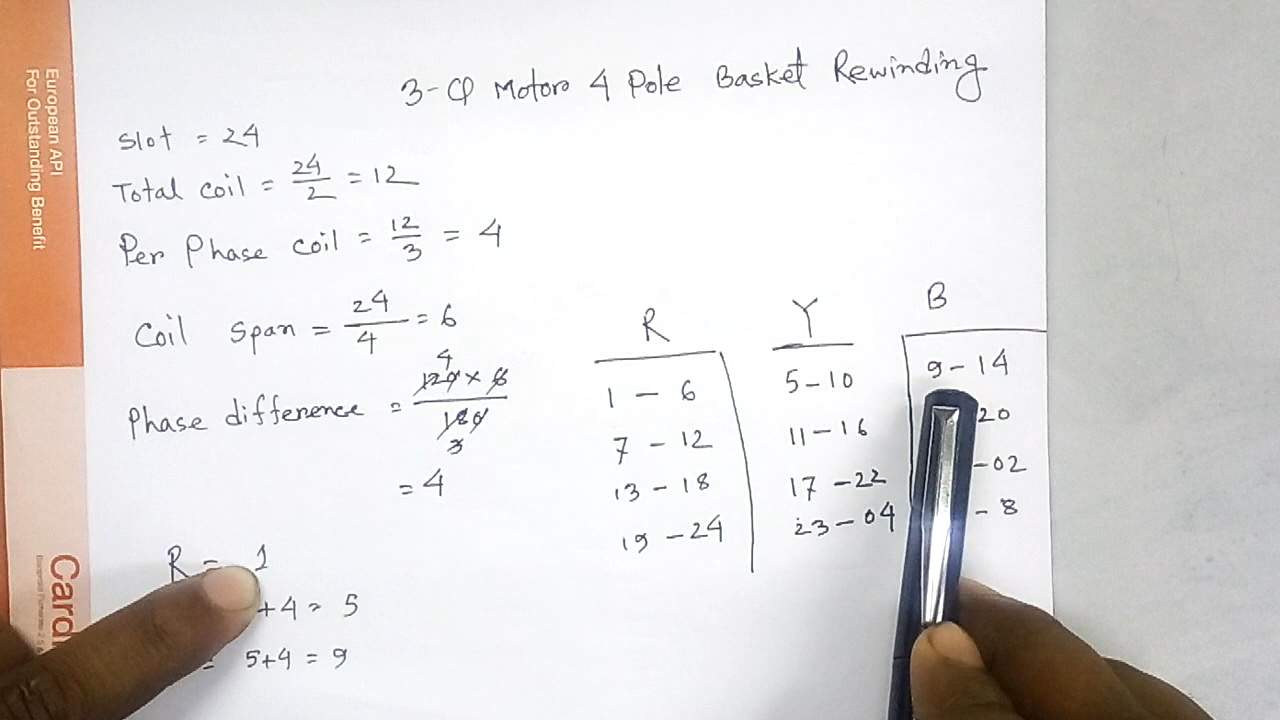 European API
For Outstanding Benefit
3-φ Motor 4 Pole Basket Rewinding
Slot = 24
Total coil = 24/2 = 12
Per Phase coil = 12/3 = 4
Coil Span = 24/4 = 6
Phase difference = 120 × 6 / 180
4
3
= 4
R = 1
+4 = 5
= 5+4 = 9
R Y B
1 - 6 5-10 9-14
7 - 12 11-16 20
13 - 18 17-22 -02
19 - 24 23-04 - 8
Card